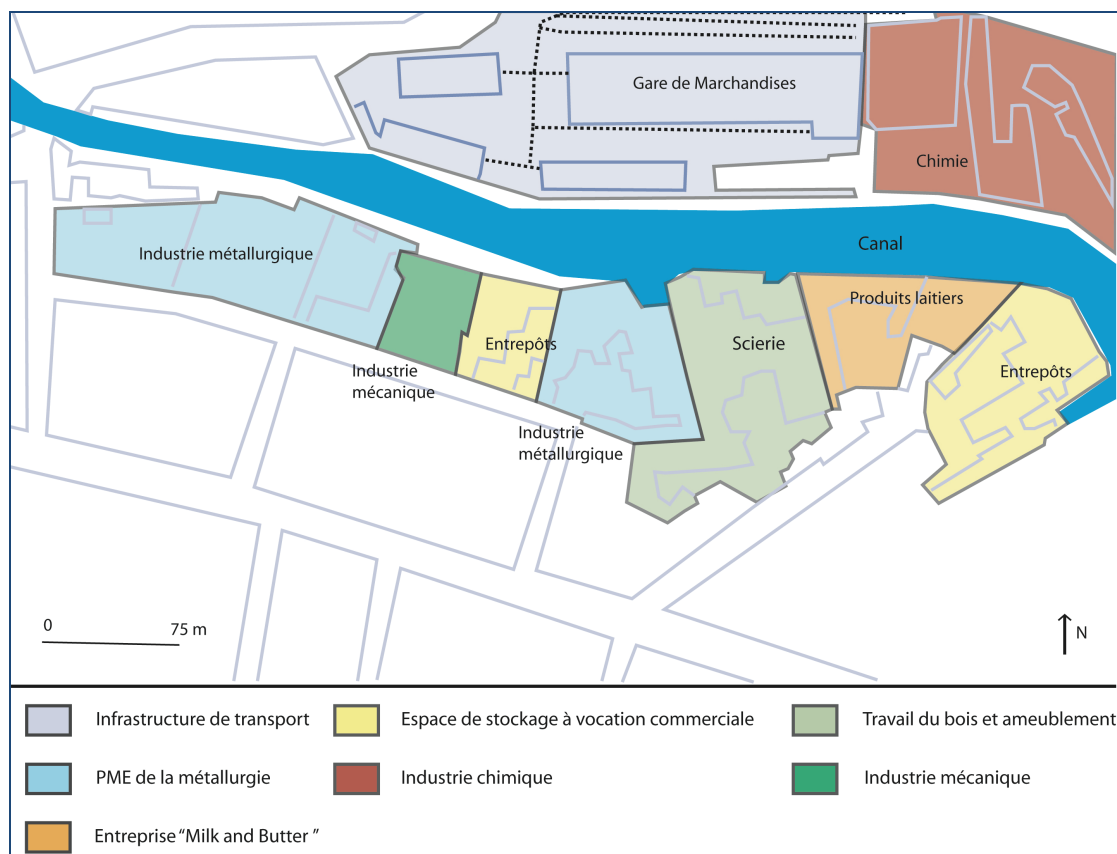 Gare de Marchandises
Chimie
Canal
Industrie métallurgique
Produits laitiers
Entrepôts
Scierie
Entrepôts
Industrie
mécanique
Industrie
métallurgique
0 75 m
N
Infrastructure de transport
Espace de stockage à vocation commerciale
Travail du bois et ameublement
PME de la métallurgie
Industrie chimique
Industrie mécanique
Entreprise “Milk and Butter ”